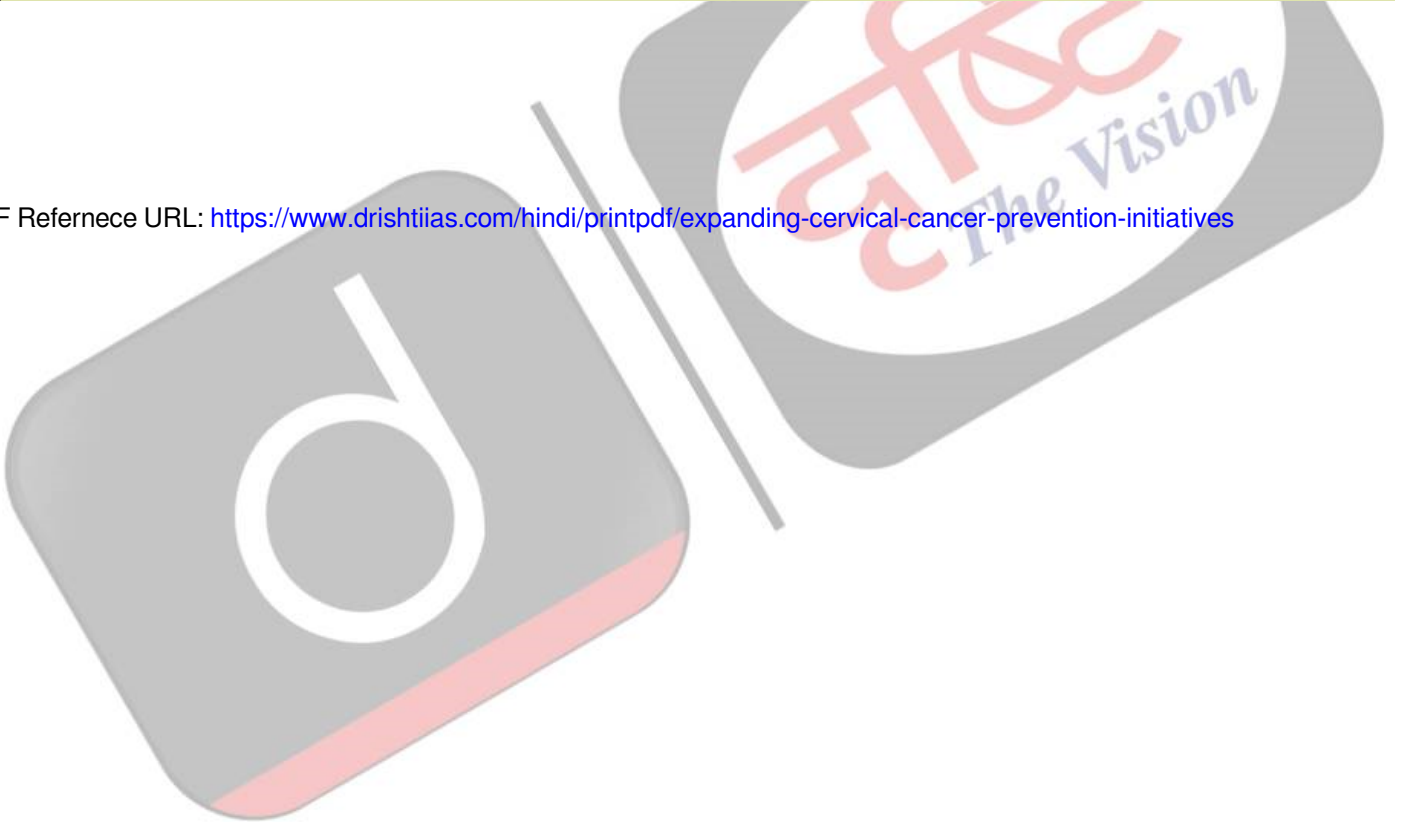 दृष्टि
The Vision
F Refernece URL: https://www.drishtiias.com/hindi/printpdf/expanding-cervical-cancer-prevention-initiatives
d